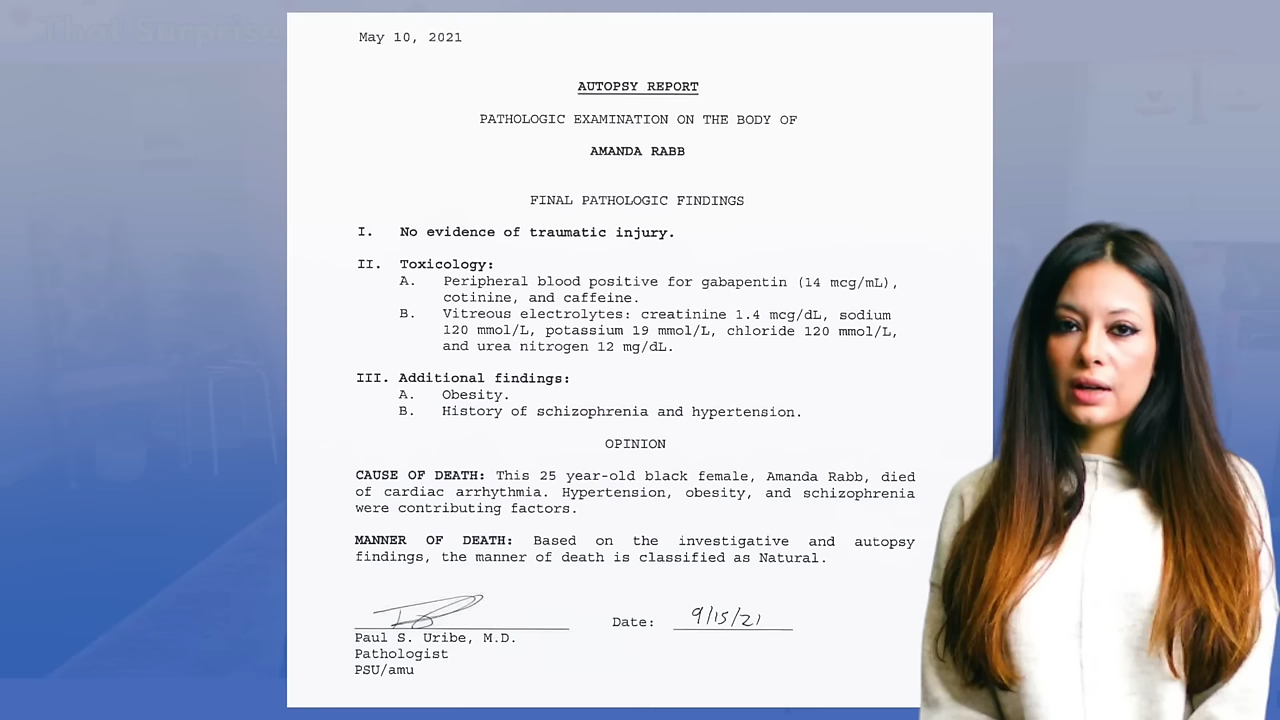 That Surprise
May 10, 2021
AUTOPSY REPORT
PATHOLOGIC EXAMINATION ON THE BODY OF
AMANDA RABB
FINAL PATHOLOGIC FINDINGS
I. No evidence of traumatic injury.
II. Toxicology:
A. Peripheral blood positive for gabapentin (14 mcg/mL),
cotinine, and caffeine.
B. Vitreous electrolytes: creatinine 1.4 mcg/dL, sodium
120 mmol/L, potassium 19 mmol/L, chloride 120 mmol/L,
and urea nitrogen 12 mg/dL.
III. Additional findings:
A. Obesity.
B. History of schizophrenia and hypertension.
OPINION
CAUSE OF DEATH: This 25 year-old black female, Amanda Rabb, died
of cardiac arrhythmia. Hypertension, obesity, and schizophrenia
were contributing factors.
MANNER OF DEATH: Based on the investigative and autopsy
findings, the manner of death is classified as Natural.
Date: 9/15/21
Paul S. Uribe, M.D.
Pathologist
PSU/amu